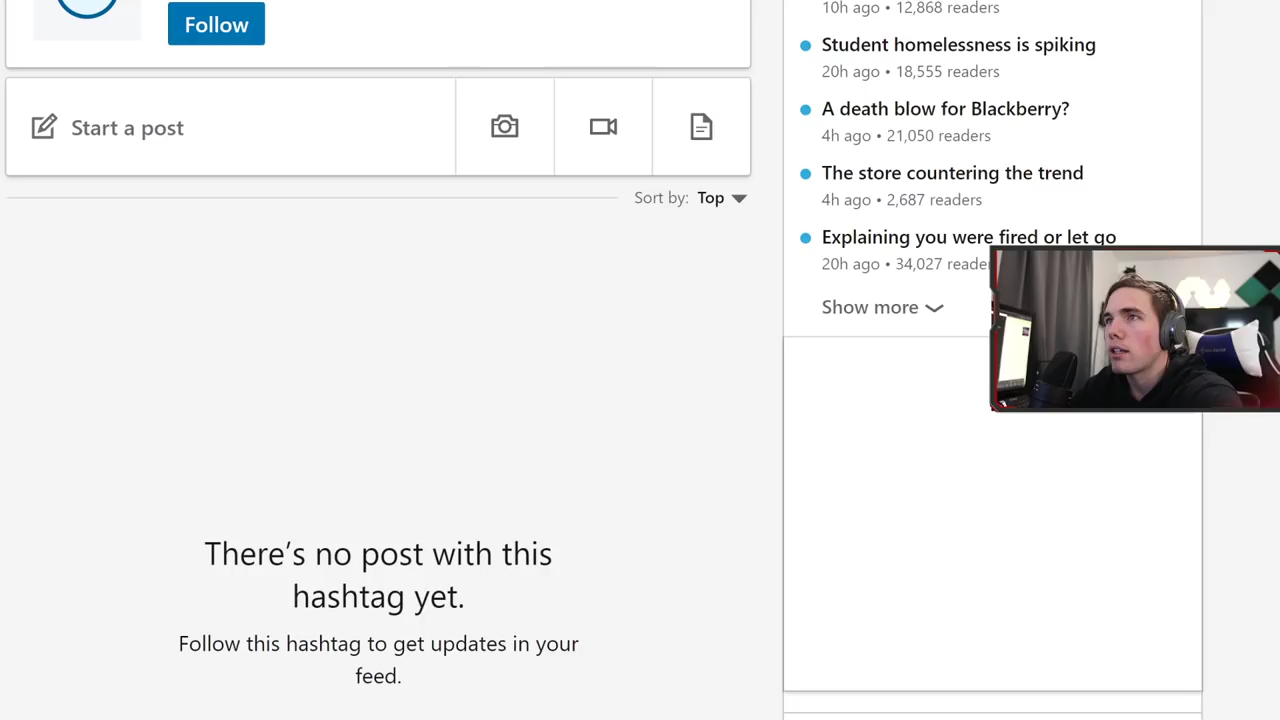 Follow
Start a post
Sort by: Top
There's no post with this
hashtag yet.
Follow this hashtag to get updates in your
feed.
10h ago • 12,868 readers
Student homelessness is spiking
20h ago • 18,555 readers
A death blow for Blackberry?
4h ago • 21,050 readers
The store countering the trend
4h ago • 2,687 readers
Explaining you were fired or let go
20h ago • 34,027
Show more